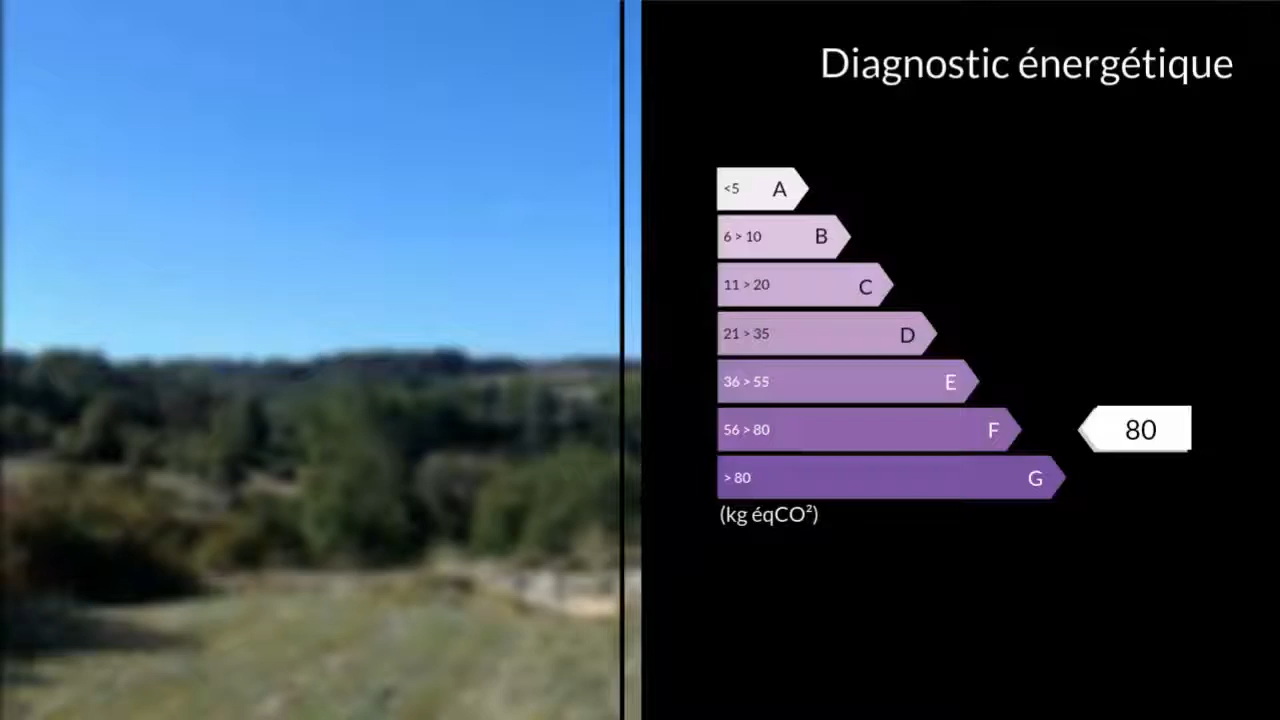 Diagnostic énergétique
<5 A
6 > 10 B
11 > 20 C
21 > 35 D
36 > 55 E
56 > 80 F 80
> 80 G
(kg éqCO²)